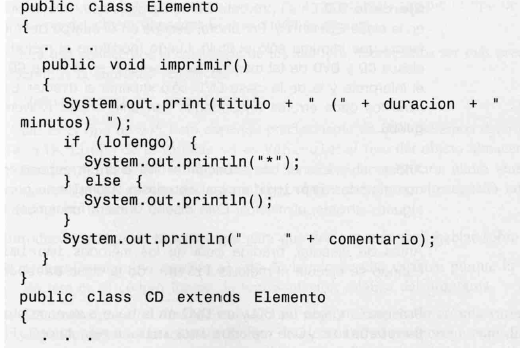 public class Elemento
{
. . .
public void imprimir()
{
System.out.print(titulo + " (" + duracion + "
minutos) ");
if (loTengo) {
System.out.println("*");
System.out.println();
}
System.out.println(" " + comentario);
}
}
public class CD extends Elemento
{
. . .